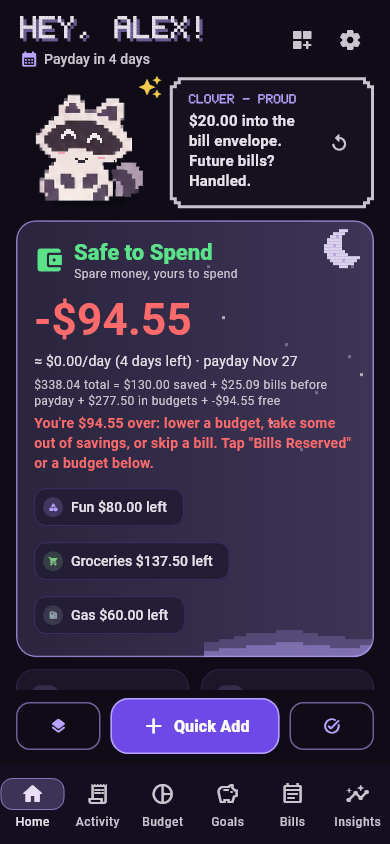 HEY, ALEX!
Payday in 4 days
CLOVER – PROUD
$20.00 into the
bill envelope.
Future bills?
Handled.
Safe to Spend
Spare money, yours to spend
-$94.55
≈ $0.00/day (4 days left) · payday Nov 27
$338.04 total = $130.00 saved + $25.09 bills before
payday + $277.50 in budgets + -$94.55 free
You're $94.55 over: lower a budget, take some
out of savings, or skip a bill. Tap "Bills Reserved"
or a budget below.
Fun $80.00 left
Groceries $137.50 left
Gas $60.00 left
Quick Add
Home
Activity
Budget
Goals
Bills
Insights